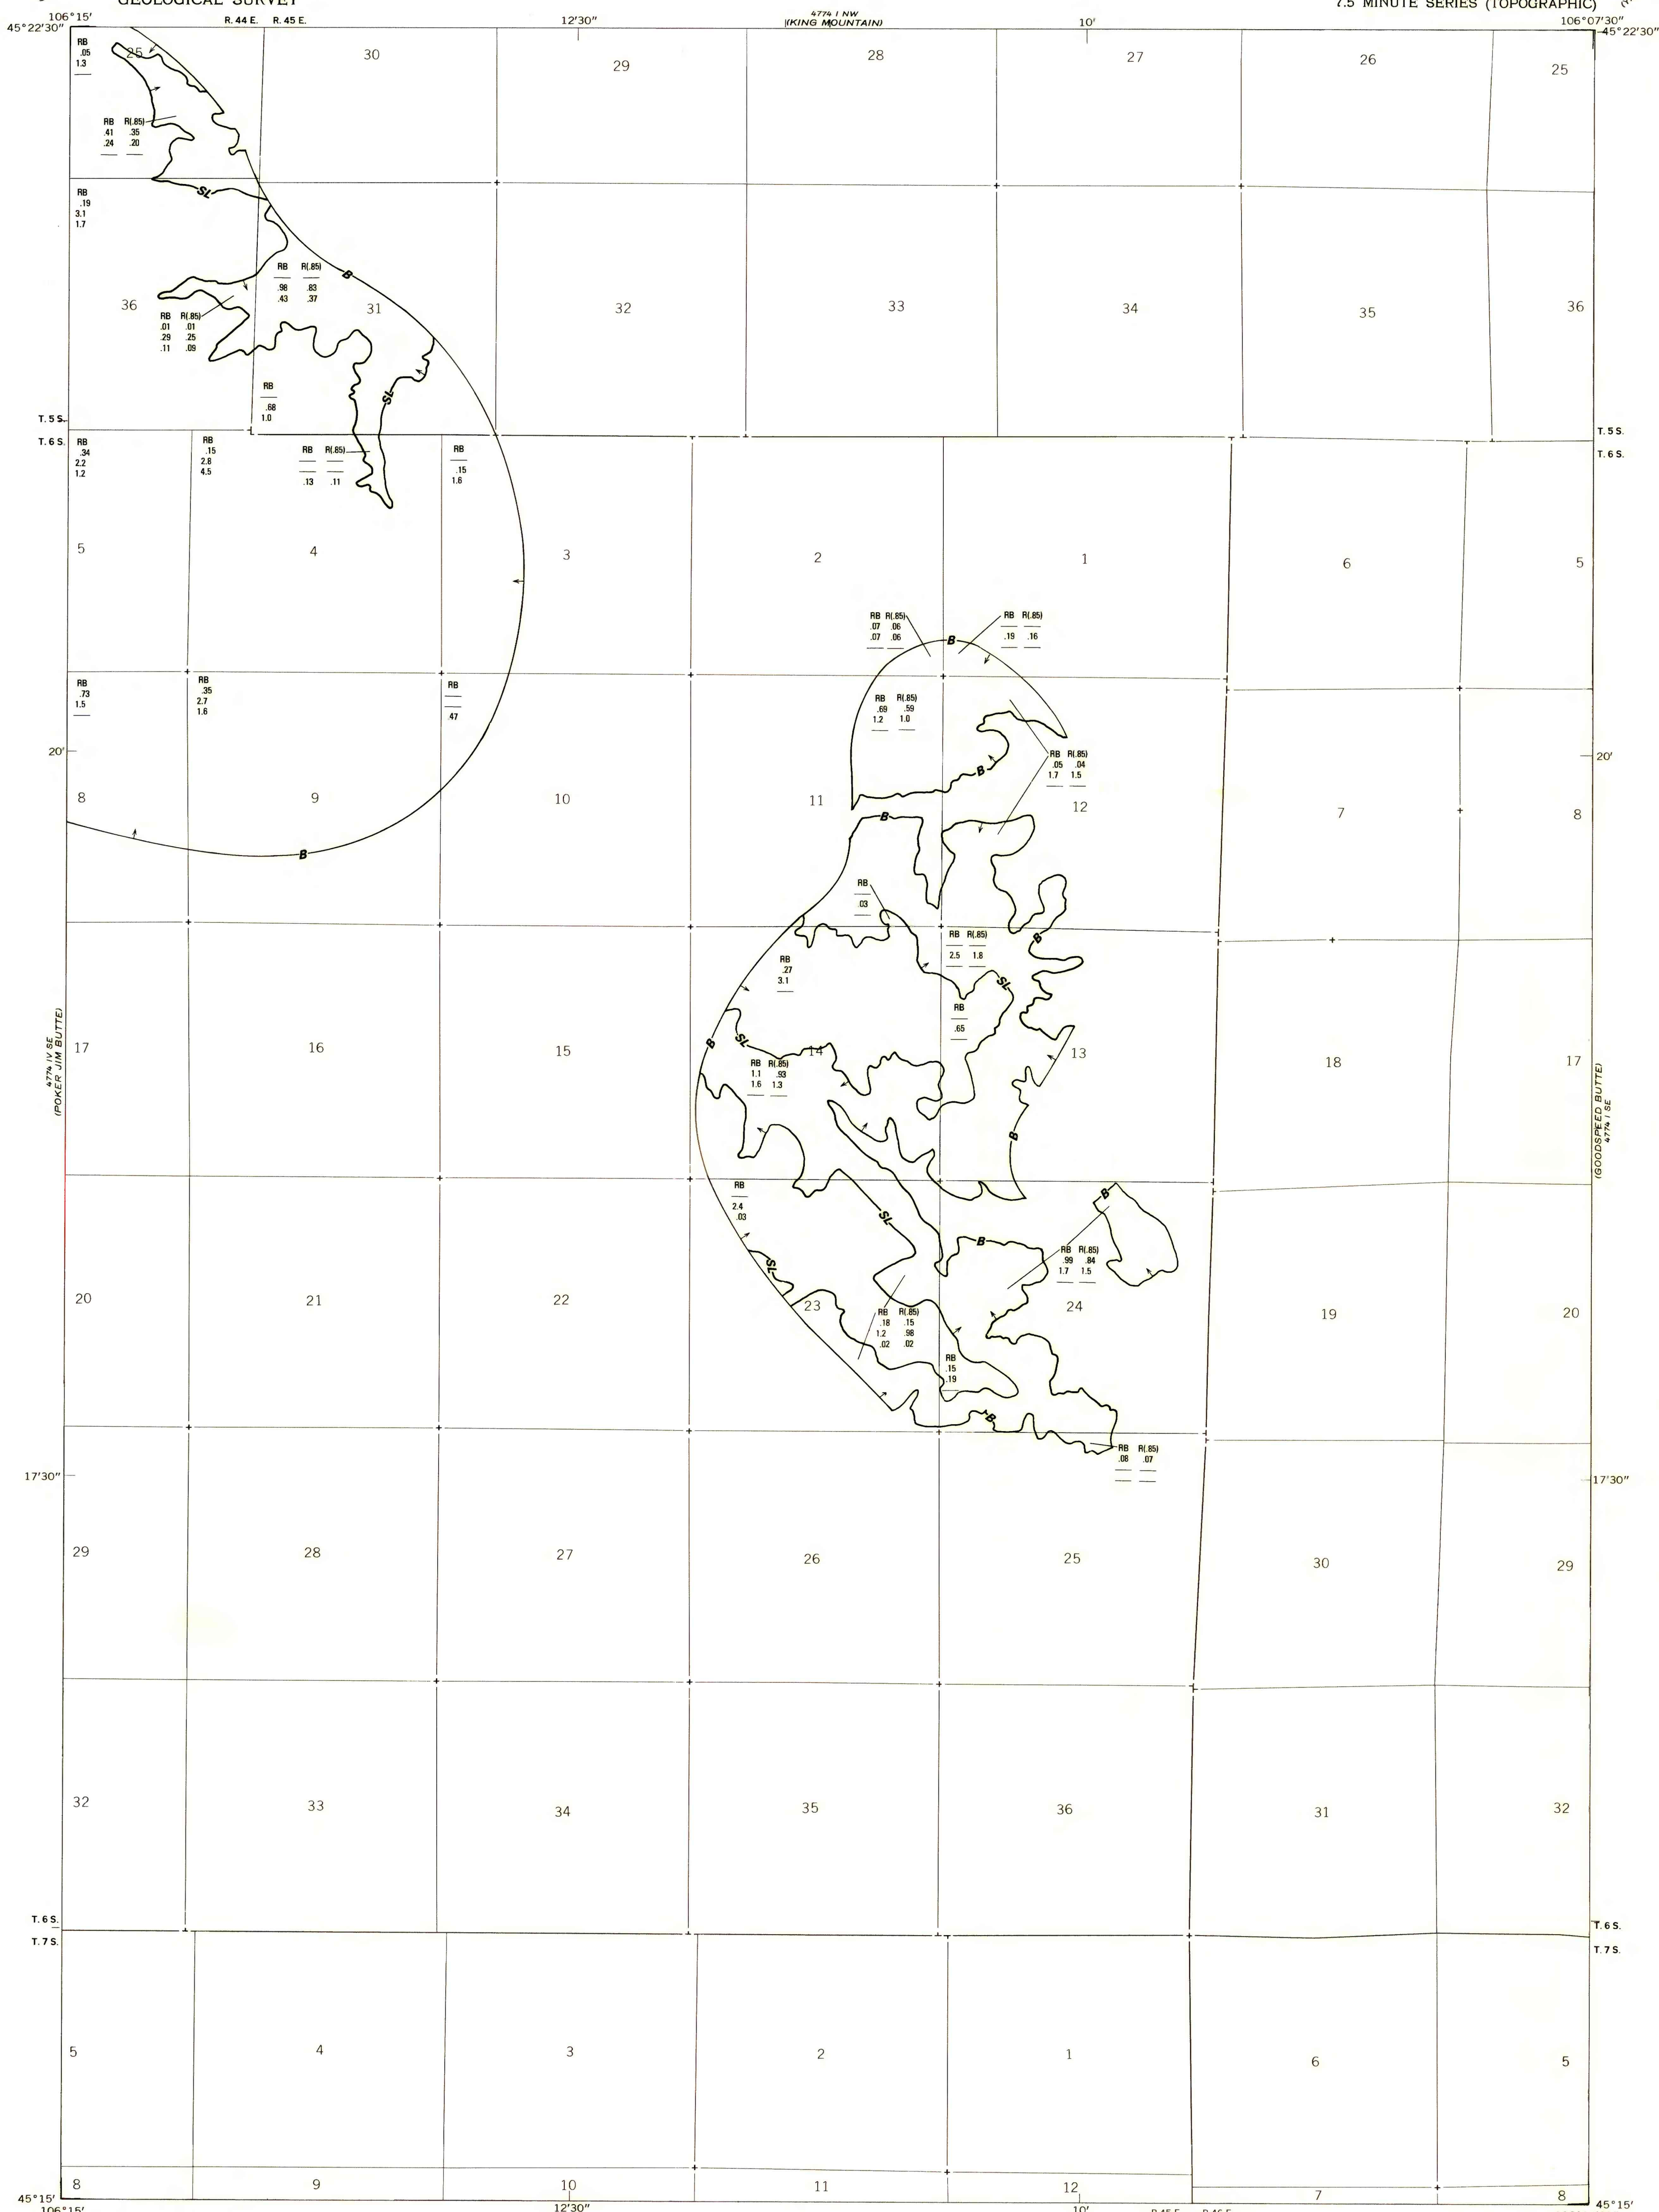 GEOLOGICAL SURVEY
7.5 MINUTE SERIES (TOPOGRAPHIC)
106°15′ R. 44 E. R. 45 E. 12′30″ 4774 I NW 10′ 106°07′30″
(KING MOUNTAIN)
45°22′30″ 45°22′30″
25 30 29 28 27 26 25
RB
.05
1.3
RB R(.85)
.41 .35
.24 .20
SL
RB
.19
3.1
1.7
B
RB R(.85)
.98 .83
.43 .37
36 31 32 33 34 35 36
RB R(.85)
.01 .01
.29 .25
.11 .09
RB
.68
1.0
SL
T. 5 S. T. 5 S.
T. 6 S. T. 6 S.
RB
.34
2.2
1.2
RB
.15
2.8
4.5
RB R(.85)
.13 .11
RB
.15
1.6
5 4 3 2 1 6 5
RB R(.85)
.07 .06
.07 .06
B
RB R(.85)
.19 .16
RB
.73
1.5
RB
.35
2.7
1.6
RB
.47
RB R(.85)
.69 .59
1.2 1.0
20′ 20′
B
RB R(.85)
.05 .04
1.7 1.5
8 9 10 11 12 7 8
B
B
RB
.03
RB R(.85)
2.5 1.8
B
RB
.27
3.1
SL
RB
.65
4774 IV SE
(POKER JIM BUTTE)
(GOODSPEED BUTTE)
4774 I SE
17 16 15 14 13 18 17
B
SL
RB R(.85)
1.1 .93
1.6 1.3
B
RB
2.4
.03
B
SL
B
RB R(.85)
.99 .84
1.7 1.5
SL
20 21 22 23 24 19 20
RB R(.85)
.18 .15
1.2 .98
.02 .02
RB
.15
.19
B
RB R(.85)
.08 .07
17′30″ 17′30″
29 28 27 26 25 30 29
32 33 34 35 36 31 32
T. 6 S. T. 6 S.
T. 7 S. T. 7 S.
5 4 3 2 1 6 5
8 9 10 11 12 7 8
45°15′ 45°15′
106°15′ 12′30″ 10′ R. 45 E. R. 46 E.